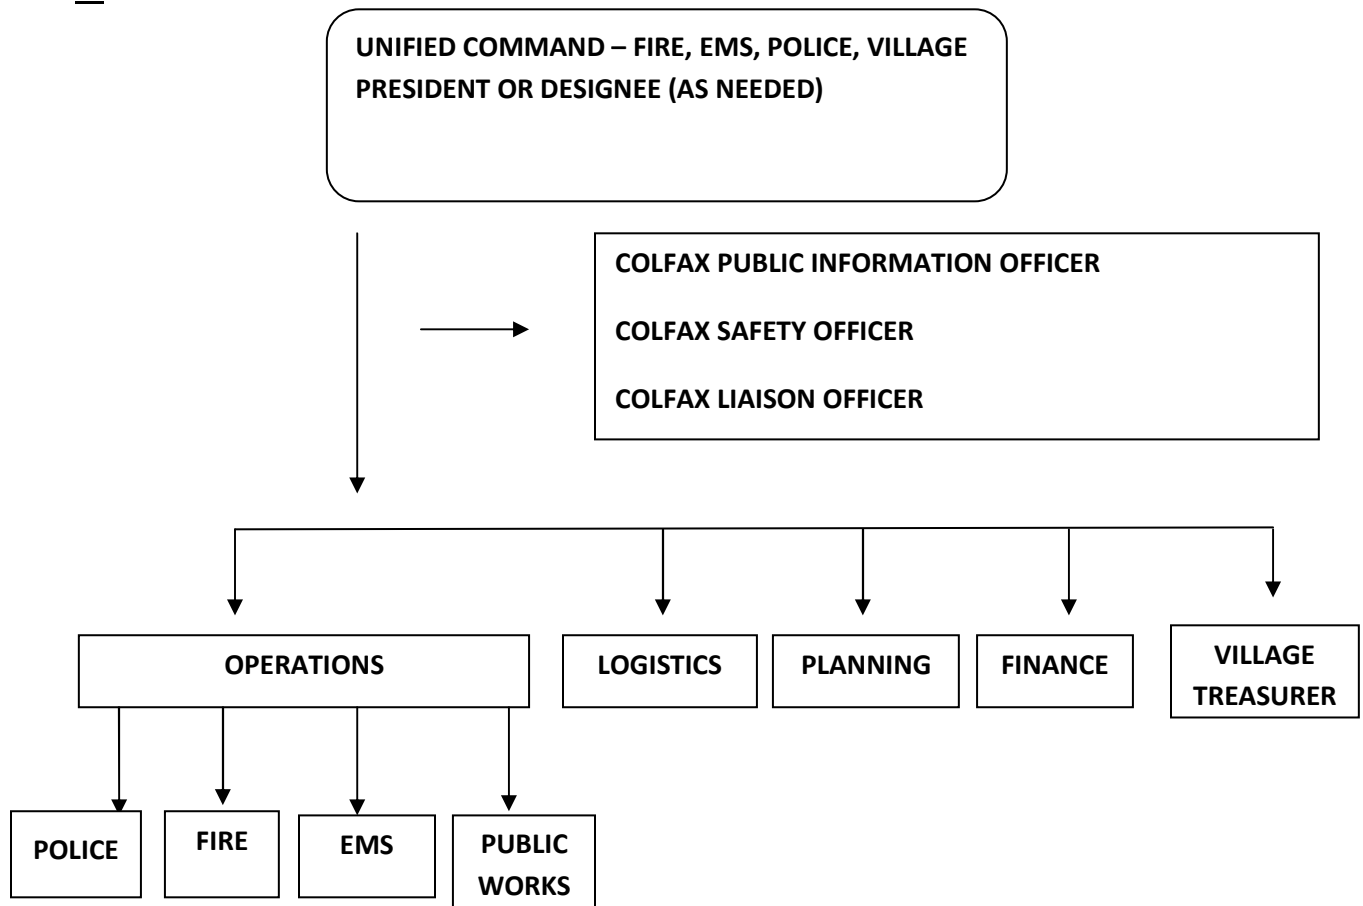 UNIFIED COMMAND – FIRE, EMS, POLICE, VILLAGE
PRESIDENT OR DESIGNEE (AS NEEDED)
COLFAX PUBLIC INFORMATION OFFICER
COLFAX SAFETY OFFICER
COLFAX LIAISON OFFICER
OPERATIONS
LOGISTICS
PLANNING
FINANCE
VILLAGE
TREASURER
POLICE
FIRE
EMS
PUBLIC
WORKS